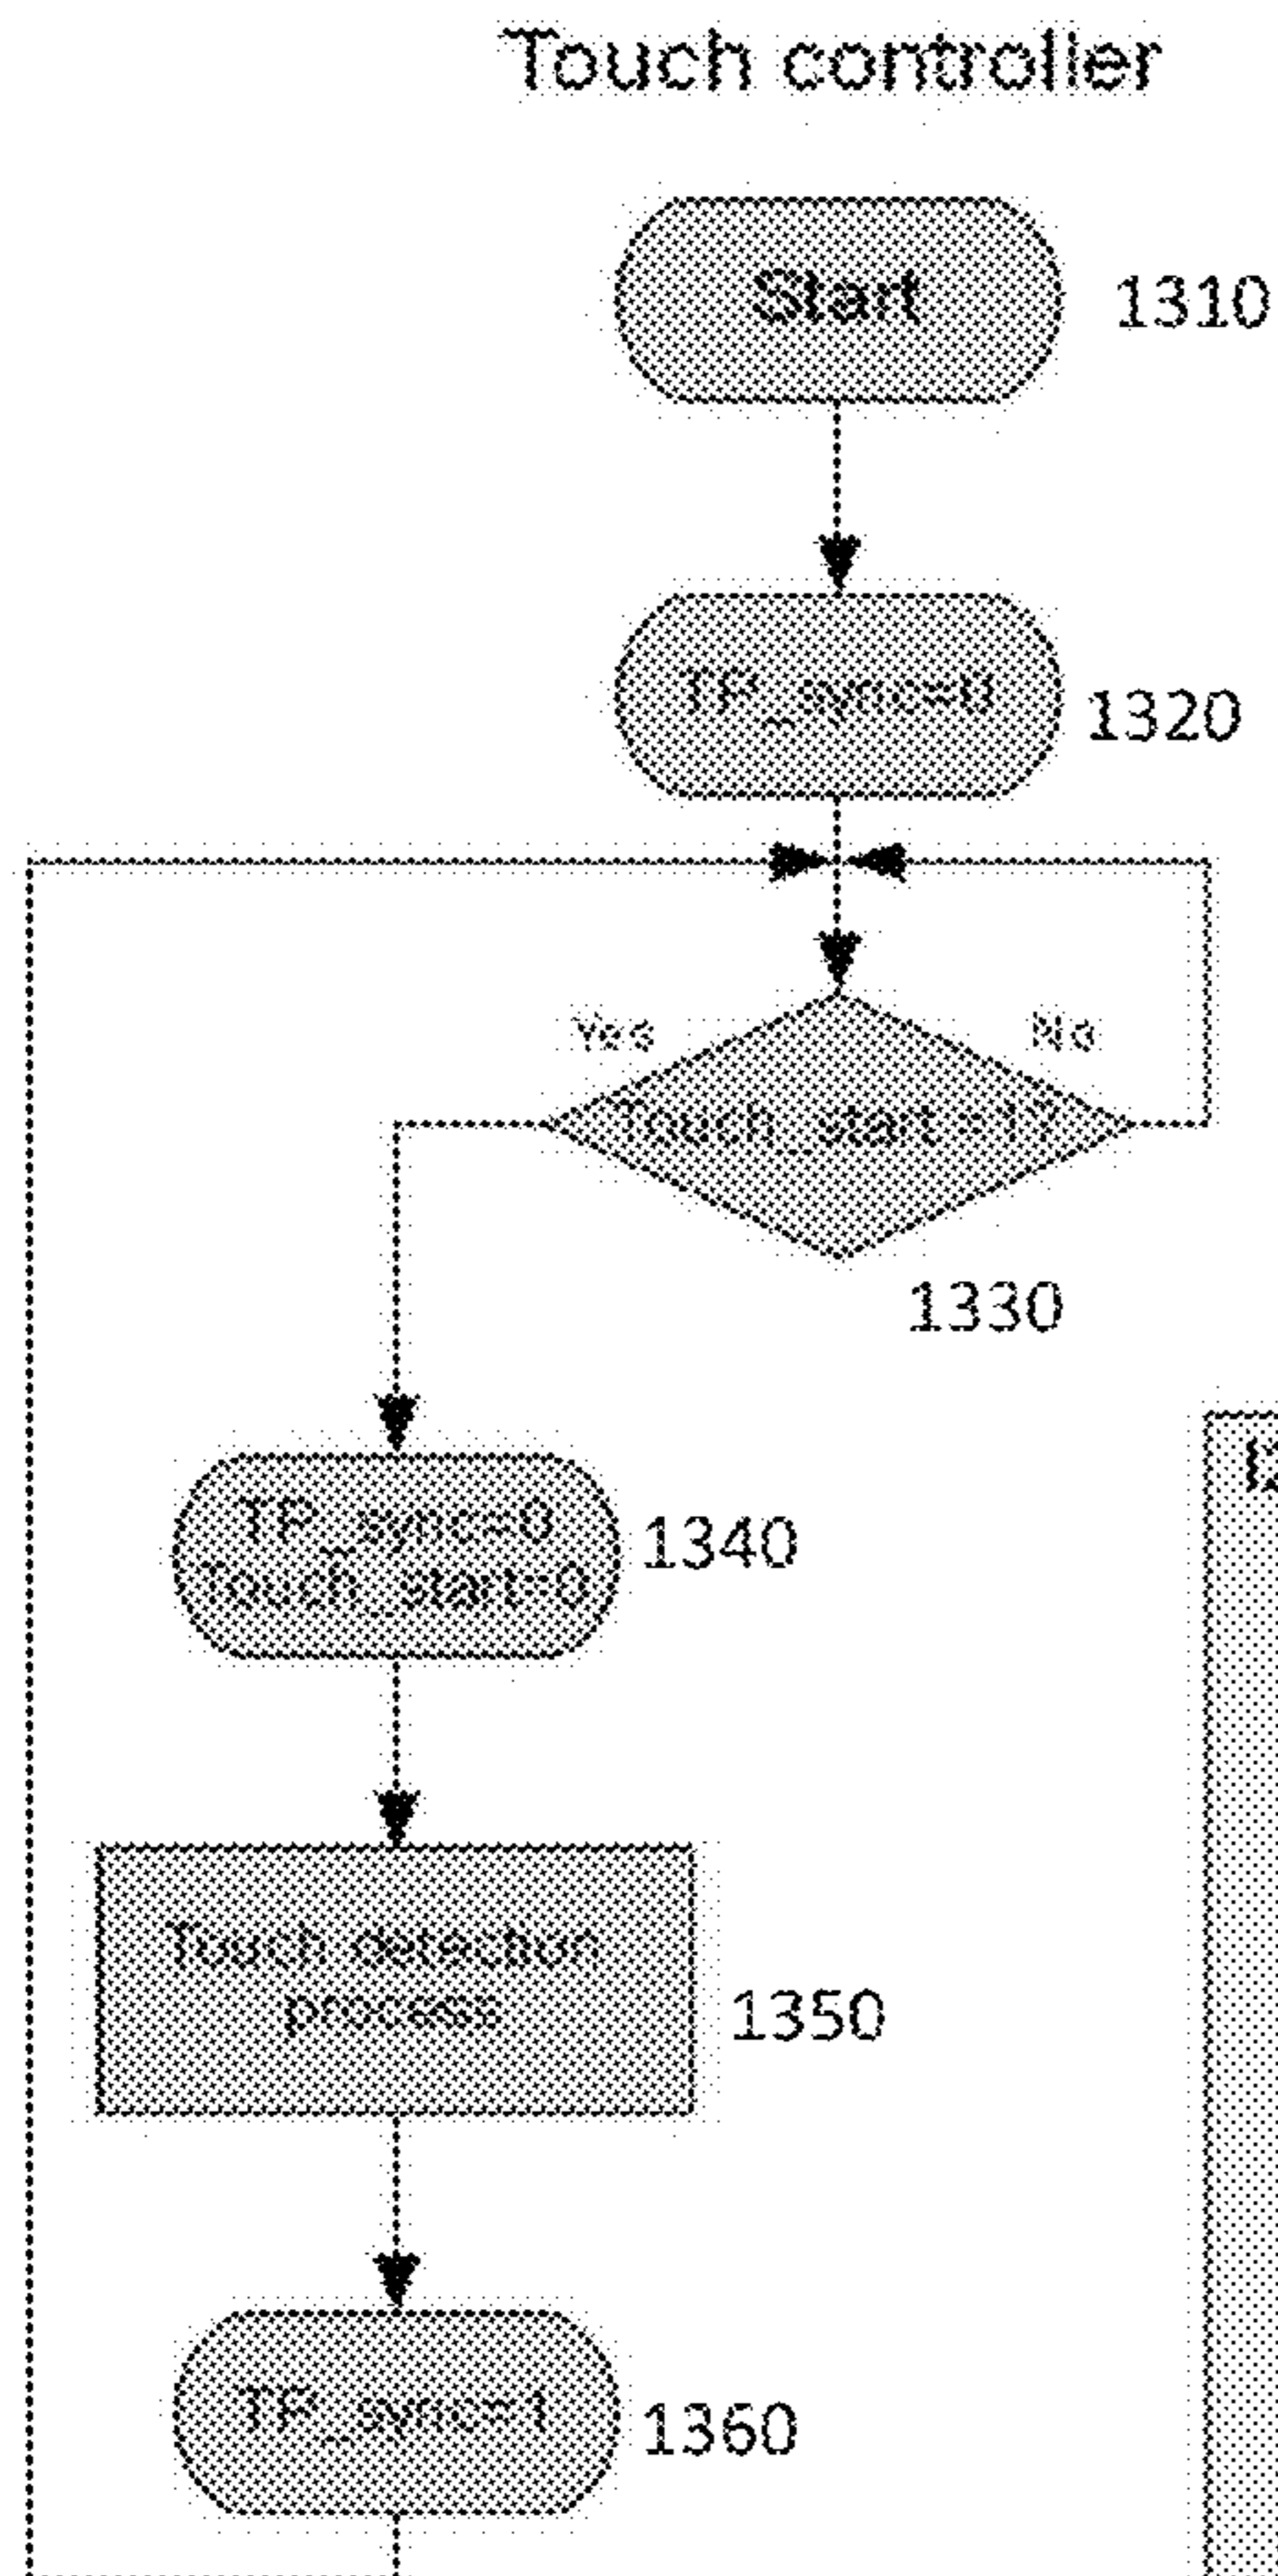 Touch controller
Start
1310
TP_sync=0
1320
Yes
No
Touch_start=1?
1330
TP_sync=0
Touch_start=0
1340
Touch detection
process
1350
TP_sync=1
1360